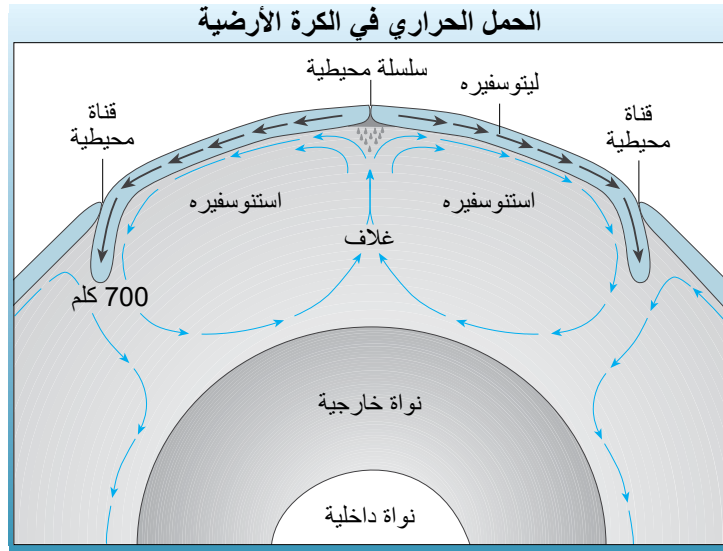 الحمل الحراري في الكرة الأرضية
سلسلة محيطية
ليتوسفيره
قناة
محيطية
قناة
محيطية
استنوسفيره
استنوسفيره
غلاف
700 كلم
نواة خارجية
نواة داخلية